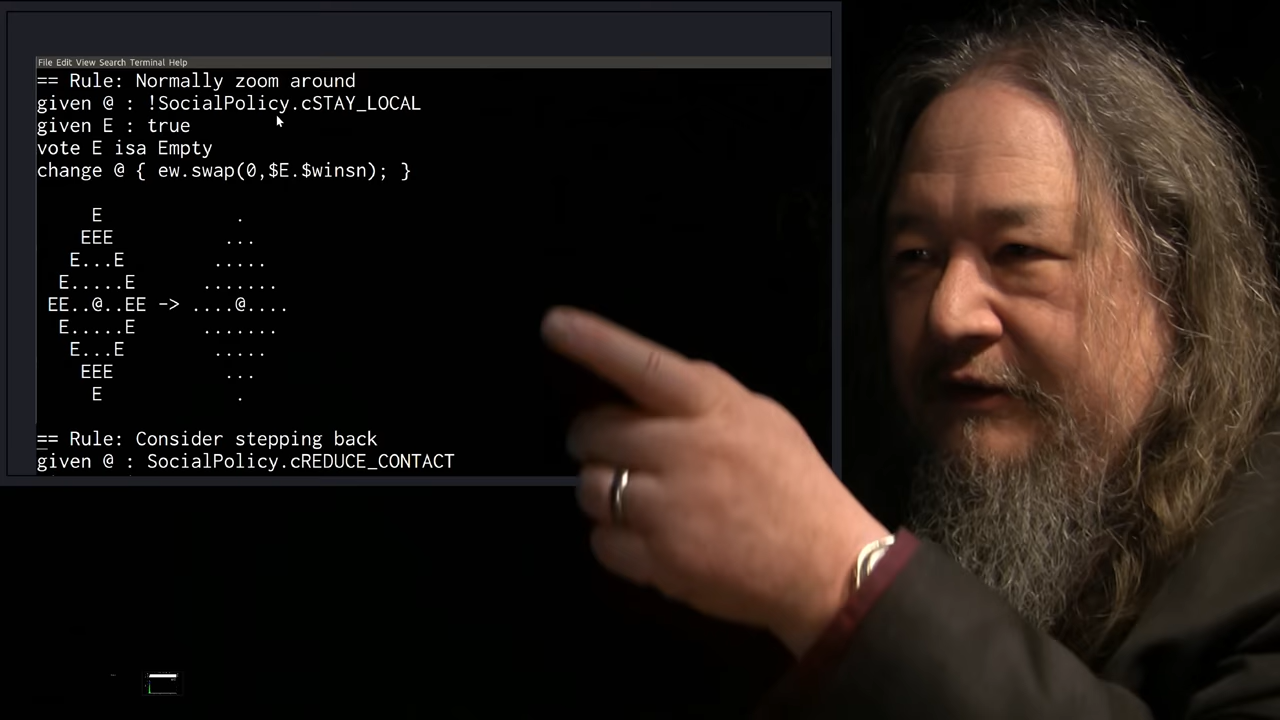 File Edit View Search Terminal Help
== Rule: Normally zoom around
given @ : !SocialPolicy.cSTAY_LOCAL
given E : true
vote E isa Empty
change @ { ew.swap(0,$E.$winsn); }
E .
EEE ...
E...E .....
E.....E .......
EE..@..EE -> ....@....
E.....E .......
E...E .....
EEE ...
E .
== Rule: Consider stepping back
given @ : SocialPolicy.cREDUCE_CONTACT